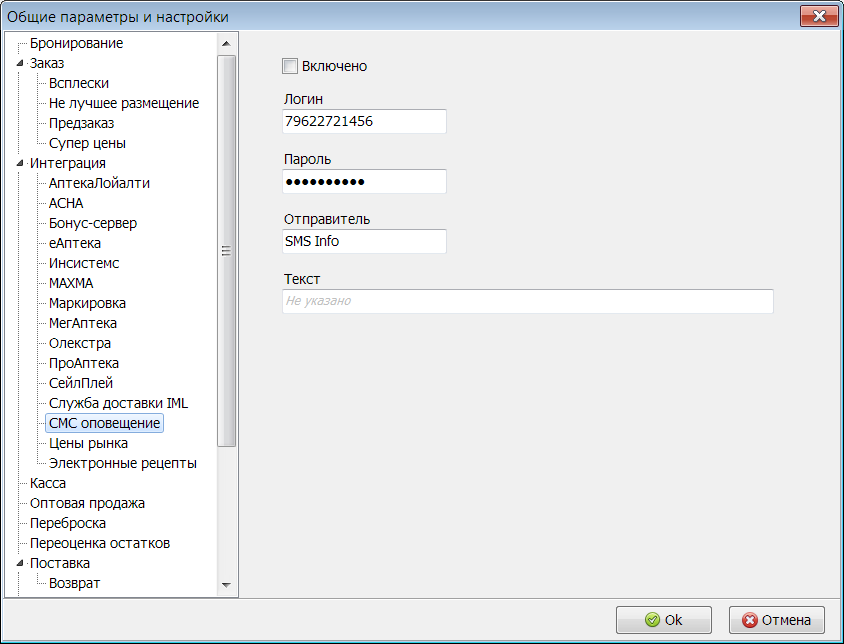 Общие параметры и настройки
Бронирование
Заказ
Всплески
Не лучшее размещение
Предзаказ
Супер цены
Интеграция
АптекаЛойалти
АСНА
Бонус-сервер
еАптека
Инсистемс
МАХМА
Маркировка
МегАптека
Олекстра
ПроАптека
СейлПлей
Служба доставки IML
СМС оповещение
Цены рынка
Электронные рецепты
Касса
Оптовая продажа
Переброска
Переоценка остатков
Поставка
Возврат
Включено
Логин
79622721456
Пароль
●●●●●●●●●●
Отправитель
SMS Info
Текст
Не указано
Ok
Отмена